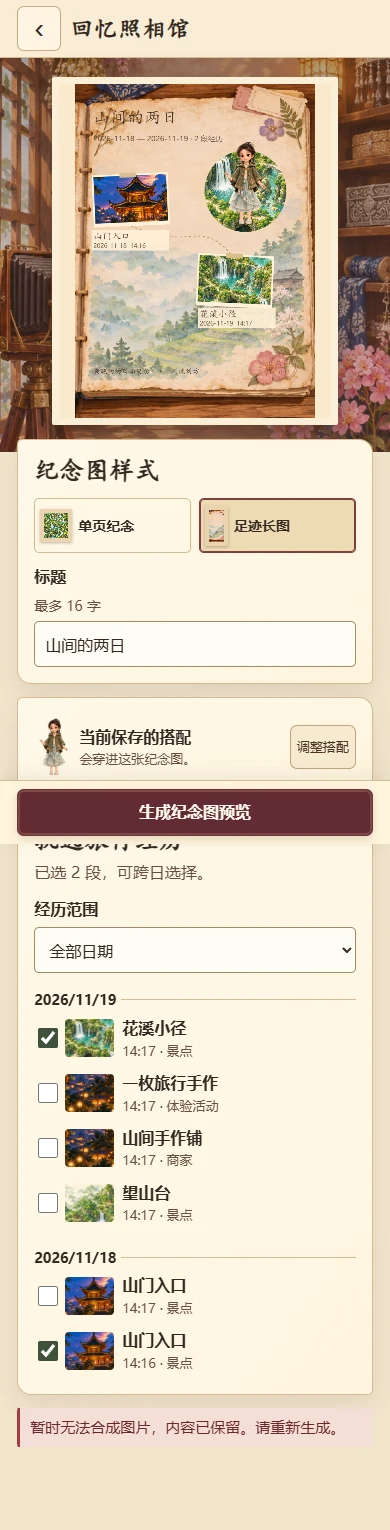 回忆照相馆
山间的两日
2026-11-18 — 2026-11-19 · 2 段经历
山门入口
2026-11-18 14:16
花溪小径
2026-11-19 14:17
纪念图样式
单页纪念
足迹长图
标题
最多 16 字
山间的两日
当前保存的搭配
会穿进这张纪念图。
调整搭配
生成纪念图预览
已选 2 段，可跨日选择。
经历范围
全部日期
2026/11/19
花溪小径
14:17 · 景点
一枚旅行手作
14:17 · 体验活动
山间手作铺
14:17 · 商家
望山台
14:17 · 景点
2026/11/18
山门入口
14:17 · 景点
山门入口
14:16 · 景点
暂时无法合成图片，内容已保留。请重新生成。